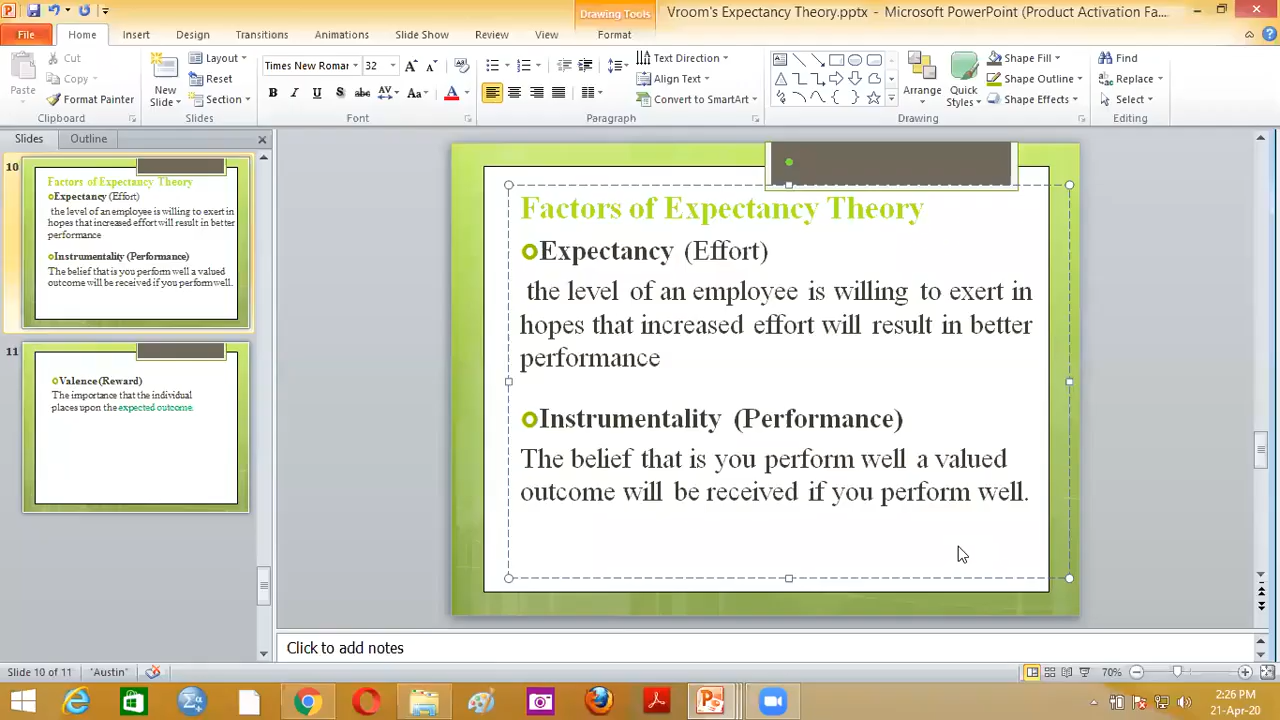 Drawing Tools
Vroom's Expectancy Theory.pptx - Microsoft PowerPoint (Product Activation Fa...
File Home Insert Design Transitions Animations Slide Show Review View Format
Cut
Layout
Times New Roman 32
Text Direction
Shape Fill
Find
Copy
Reset
Align Text
Shape Outline
Replace
Paste
Format Painter
New
Slide
Section
B I U S abc AV Aa A
Convert to SmartArt
Arrange
Quick
Styles
Shape Effects
Select
Clipboard Slides Font Paragraph Drawing Editing
Slides Outline
10
Factors of Expectancy Theory
Expectancy (Effort)
the level of an employee is willing to exert in
hopes that increased effort will result in better
performance
Instrumentality (Performance)
The belief that is you perform well a valued
outcome will be received if you perform well.
11
Valence (Reward)
The importance that the individual
places upon the expected outcome.
Factors of Expectancy Theory
Expectancy (Effort)
the level of an employee is willing to exert in
hopes that increased effort will result in better
performance
Instrumentality (Performance)
The belief that is you perform well a valued
outcome will be received if you perform well.
Click to add notes
Slide 10 of 11 "Austin" 70%
2:26 PM
21-Apr-20